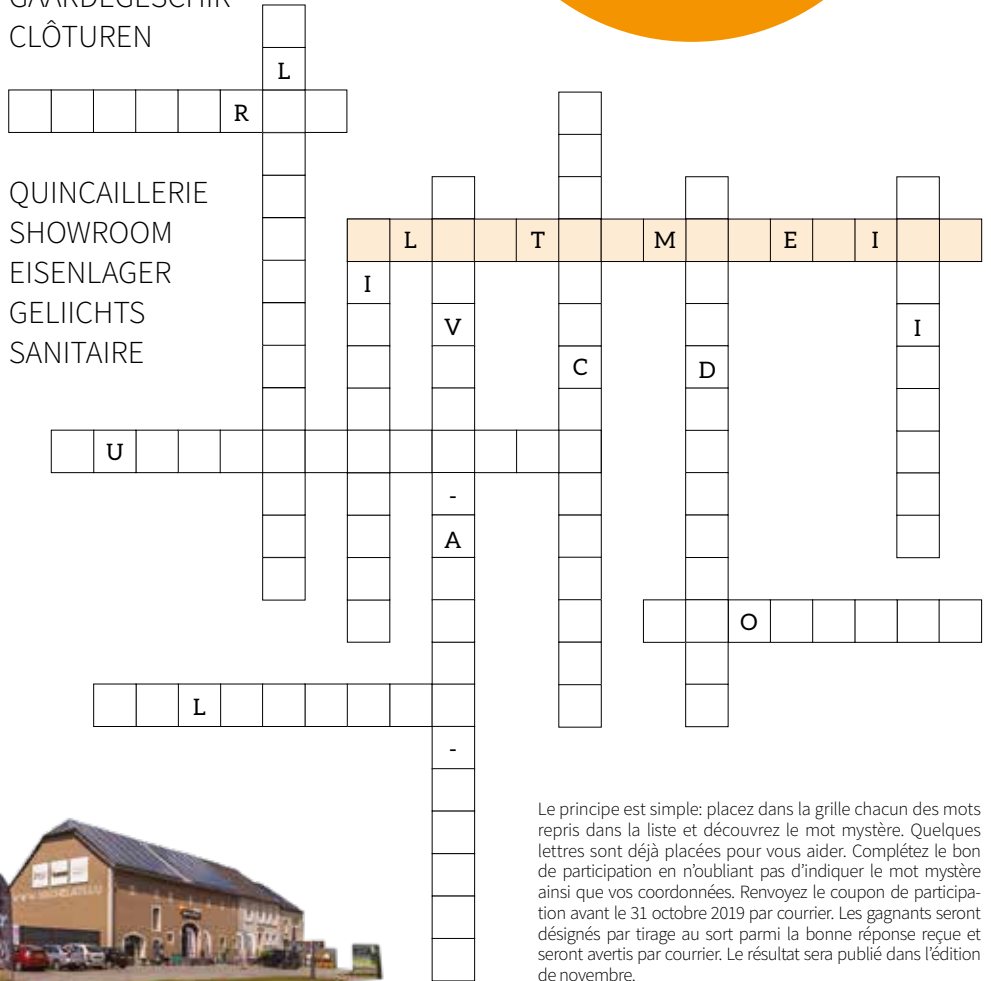 GAARDEGESCHIR
CLÔTUREN
L
R
QUINCAILLERIE
SHOWROOM
EISENLAGER
GELIICHTS
SANITAIRE
L T M E I
I
V I
C D
U
-
A
O
L
-
Le principe est simple: placez dans la grille chacun des mots
repris dans la liste et découvrez le mot mystère. Quelques
lettres sont déjà placées pour vous aider. Complétez le bon
de participation en n’oubliant pas d’indiquer le mot mystère
ainsi que vos coordonnées. Renvoyez le coupon de participa-
tion avant le 31 octobre 2019 par courrier. Les gagnants seront
désignés par tirage au sort parmi la bonne réponse reçue et
seront avertis par courrier. Le résultat sera publié dans l’édition
de novembre.